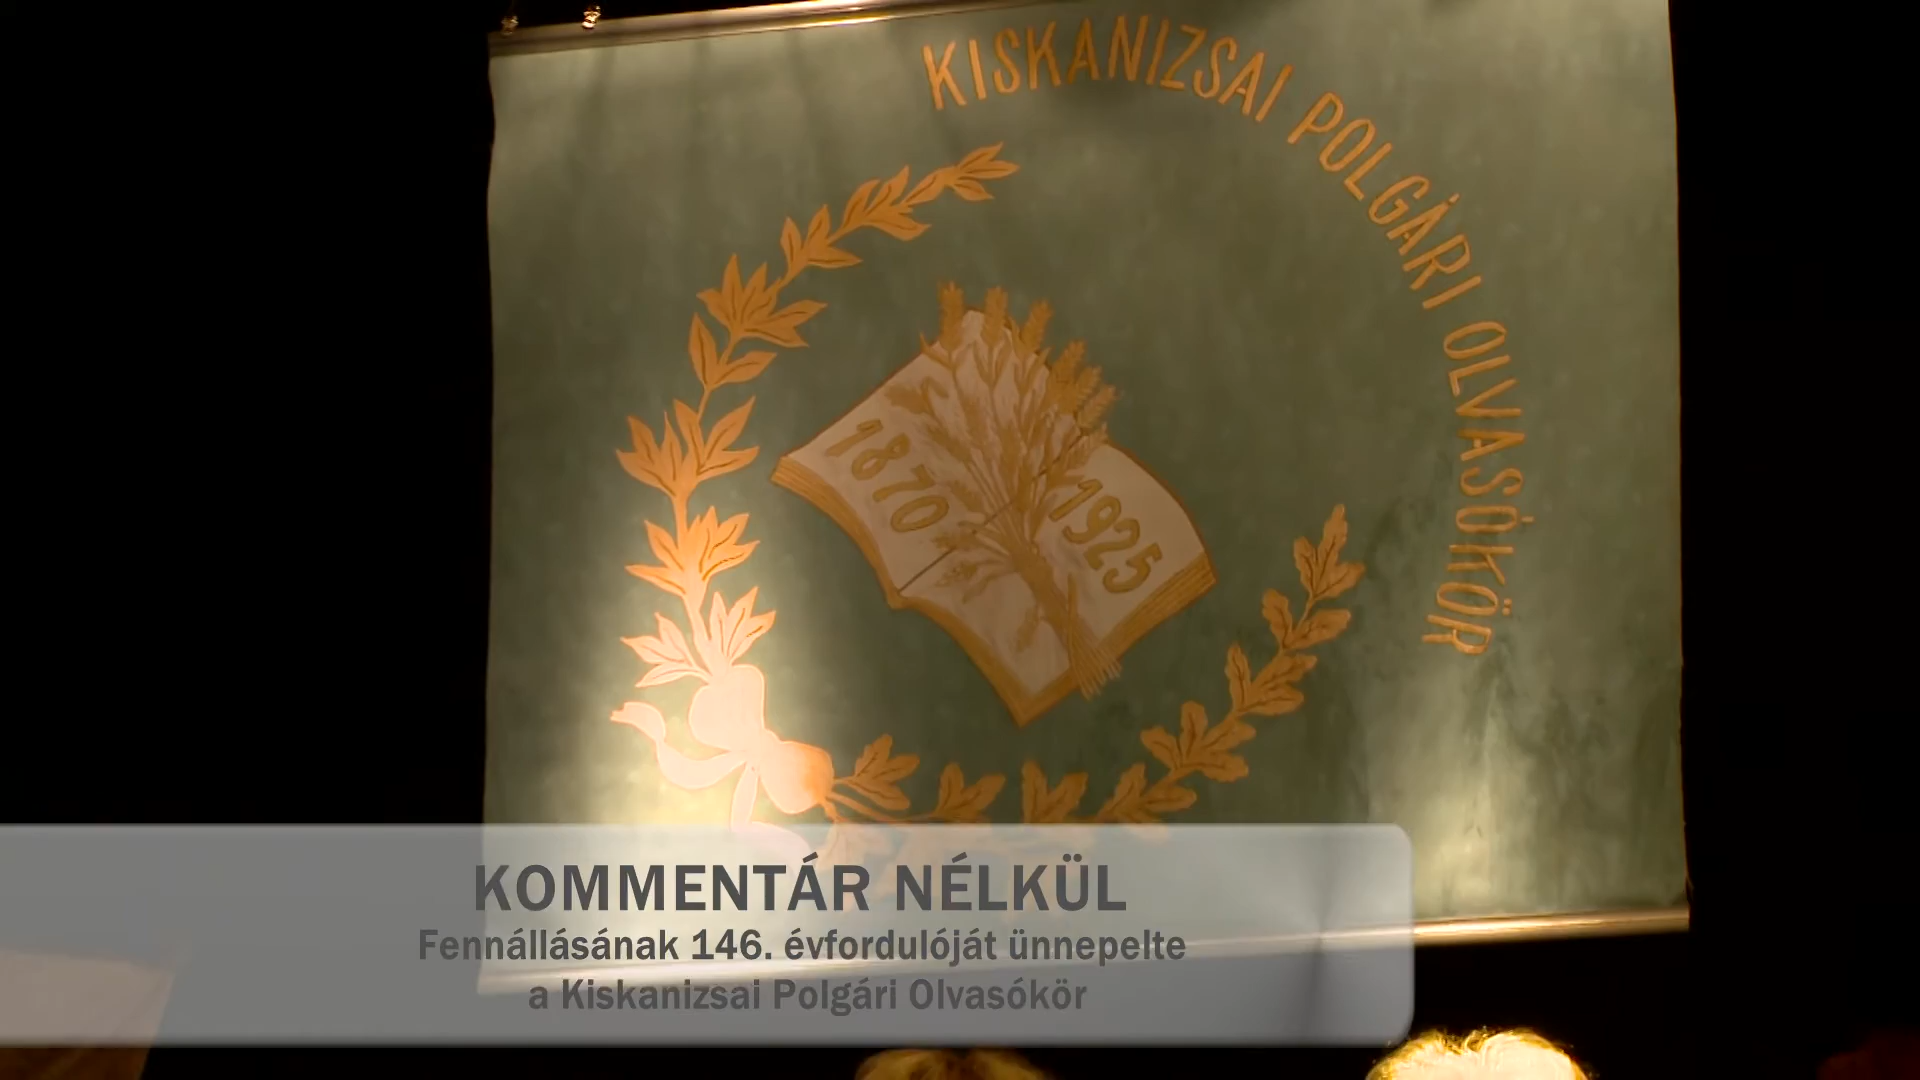 KISKANIZSAI POLGÁRI OLVASÓKÖR
1870
1925
KOMMENTÁR NÉLKÜL
Fennállásának 146. évfordulóját ünnepelte
a Kiskanizsai Polgári Olvasókör